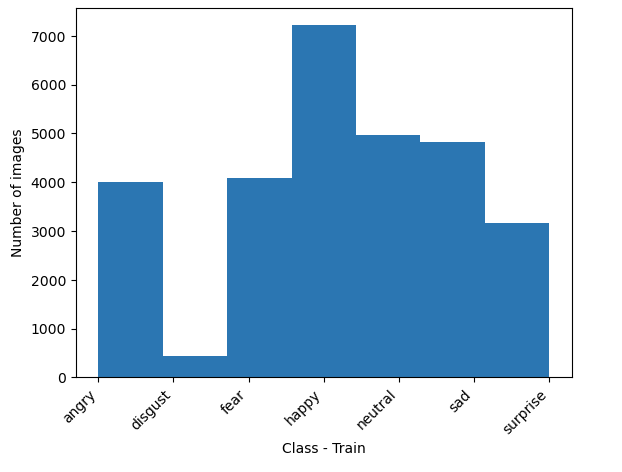 Number of images
7000
6000
5000
4000
3000
2000
1000
0
angry
disgust
fear
happy
neutral
sad
surprise
Class - Train